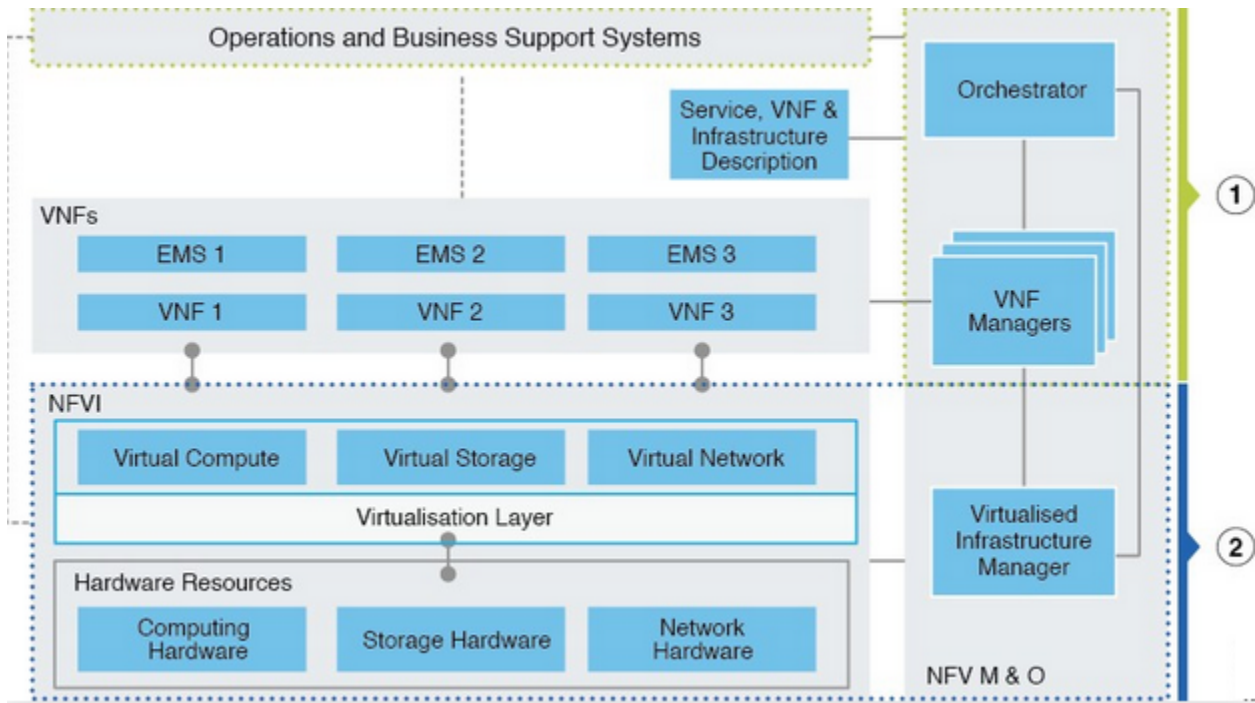 Operations and Business Support Systems
Orchestrator
Service, VNF &
Infrastructure
Description
1
VNFs
EMS 1
EMS 2
EMS 3
VNF 1
VNF 2
VNF 3
VNF
Managers
NFVI
Virtual Compute
Virtual Storage
Virtual Network
Virtualisation Layer
Virtualised
Infrastructure
Manager
2
Hardware Resources
Computing
Hardware
Storage Hardware
Network
Hardware
NFV M & O